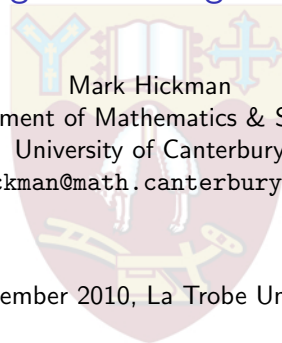 Mark Hickman
ment of Mathematics & S
University of Canterbury
ckman@math.canterbury
ember 2010, La Trobe Un